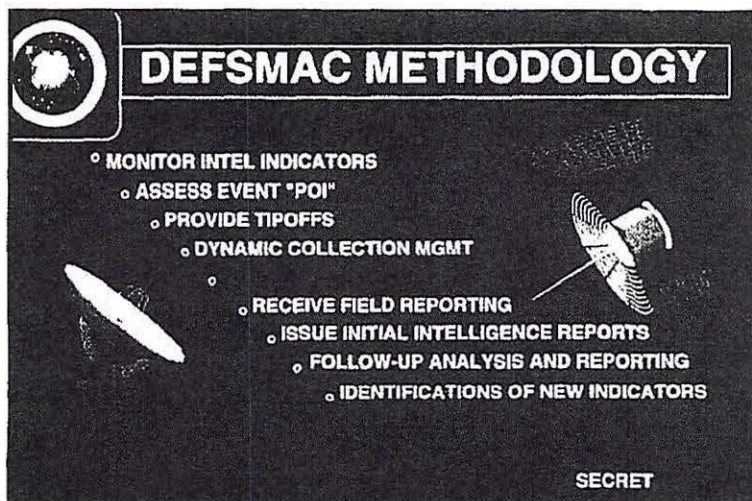 DEFSMAC METHODOLOGY
° MONITOR INTEL INDICATORS
° ASSESS EVENT "POI"
° PROVIDE TIPOFFS
° DYNAMIC COLLECTION MGMT
°
° RECEIVE FIELD REPORTING
° ISSUE INITIAL INTELLIGENCE REPORTS
° FOLLOW-UP ANALYSIS AND REPORTING
° IDENTIFICATIONS OF NEW INDICATORS
SECRET